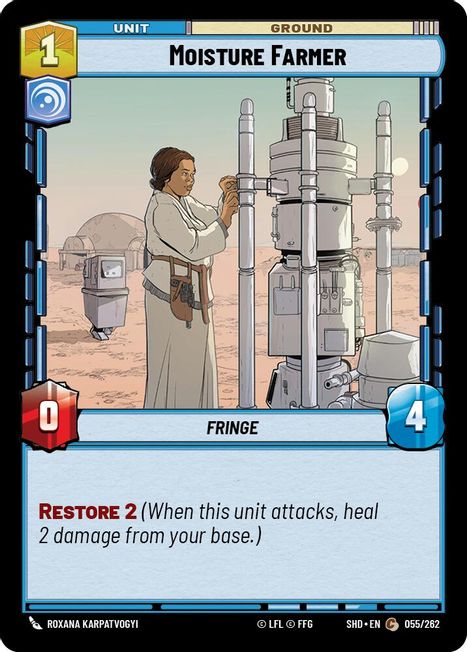 UNIT
GROUND
1
MOISTURE FARMER
0
4
FRINGE
RESTORE 2 (When this unit attacks, heal
2 damage from your base.)
ROXANA KARPATVOGYI
© LFL © FFG
SHD • EN
C
055/262